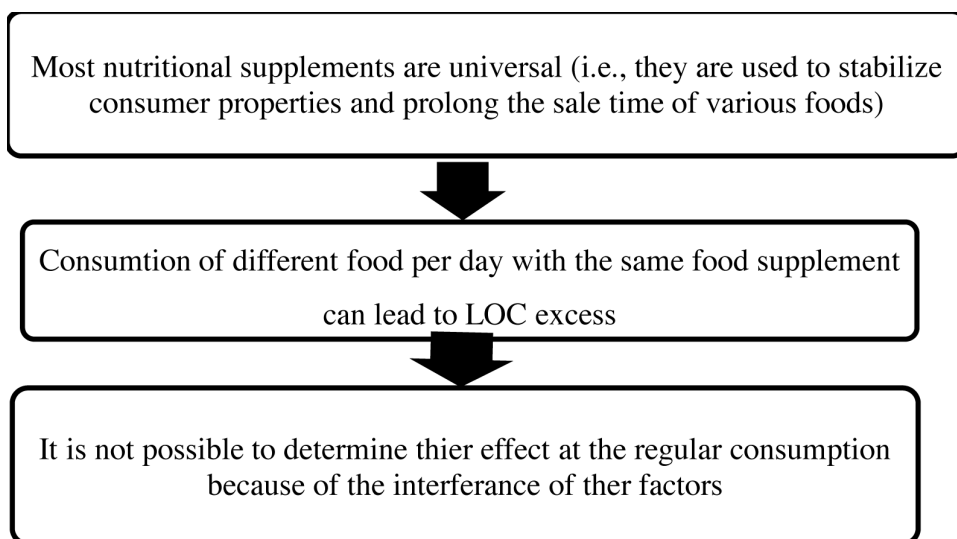 Most nutritional supplements are universal (i.e., they are used to stabilize
consumer properties and prolong the sale time of various foods)
Consumtion of different food per day with the same food supplement
can lead to LOC excess
It is not possible to determine thier effect at the regular consumption
because of the interferance of ther factors